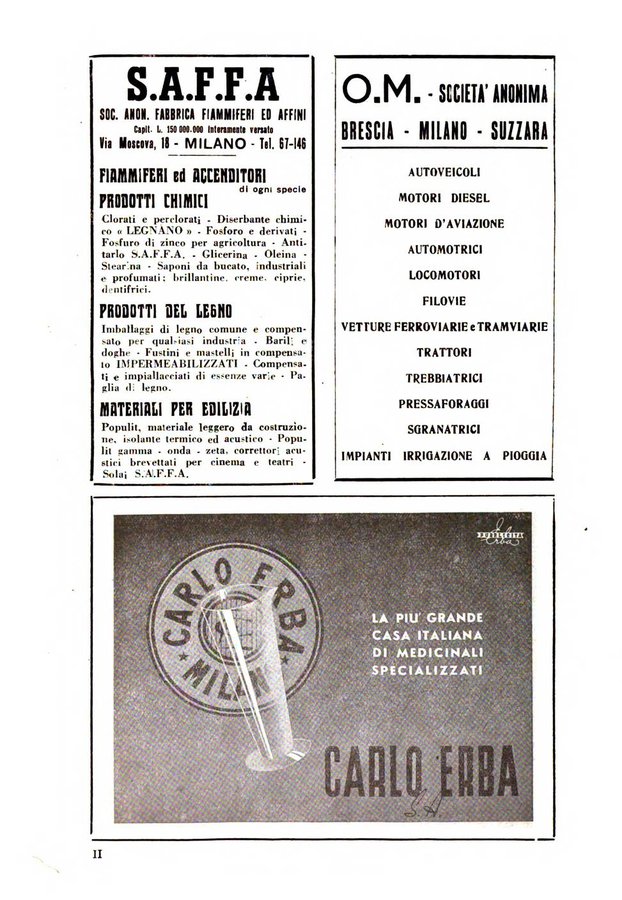 S.A.F.F.A
SOC. ANON. FABBRICA FIAMMIFERI ED AFFINI
Capit. L. 150 000.000 interamente versato
Via Moscova, 18 - MILANO - Tel. 67-146
FIAMMIFERI ed ACCENDITORI
di ogni specie
PRODOTTI CHIMICI
Clorati e perclorati - Diserbante chimi-
co « LEGNANO » - Fosforo e derivati -
Fosfuro di zinco per agricoltura - Anti-
tarlo S.A.F.F.A. - Glicerina - Oleina -
Stearina - Saponi da bucato, industriali
e profumati: brillantine, creme, ciprie,
dentifrici.
PRODOTTI DEL LEGNO
Imballaggi di legno comune e compen-
sato per qualsiasi industria - Barili e
doghe - Fustini e mastelli in compensa-
to IMPERMEABILIZZATI - Compensa-
ti e impiallacciati di essenze varie - Pa-
glia di legno.
MATERIALI PER EDILIZIA
Populit, materiale leggero da costruzio-
ne, isolante termico ed acustico - Popu-
lit gamma - onda - zeta, correttori acu-
stici brevettati per cinema e teatri -
Solai S.A.F.F.A.
O.M. - SOCIETA' ANONIMA
BRESCIA - MILANO - SUZZARA
AUTOVEICOLI
MOTORI DIESEL
MOTORI D'AVIAZIONE
AUTOMOTRICI
LOCOMOTORI
FILOVIE
VETTURE FERROVIARIE e TRAMVIARIE
TRATTORI
TREBBIATRICI
PRESSAFORAGGI
SGRANATRICI
IMPIANTI IRRIGAZIONE A PIOGGIA
PUBBLICITÀ
Erba
CARLO ERBA
MILAN
LA PIU' GRANDE
CASA ITALIANA
DI MEDICINALI
SPECIALIZZATI
CARLO ERBA
S.A
II